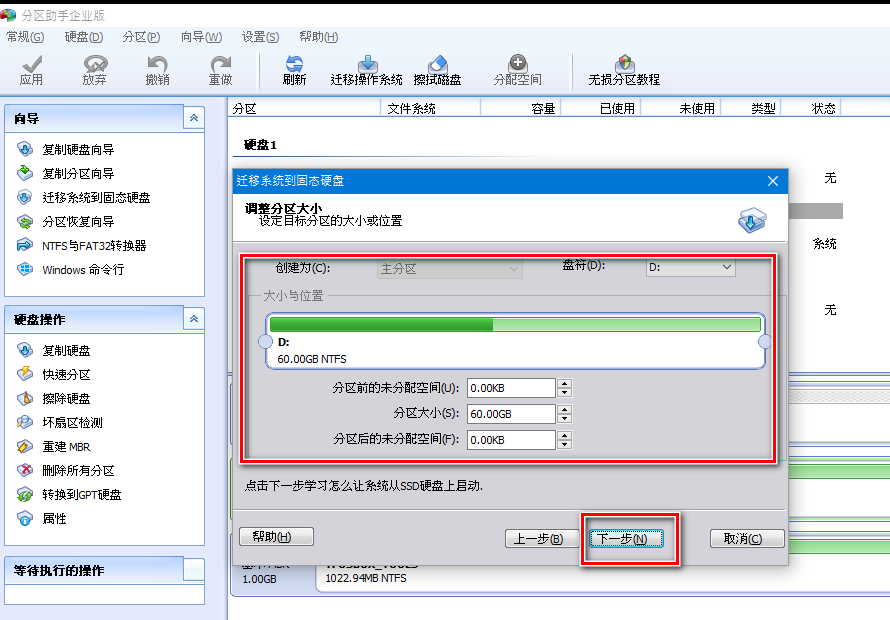 分区助手企业版
常规(G) 硬盘(D) 分区(P) 向导(W) 设置(S) 帮助(H)
应用 放弃 撤销 重做 刷新 迁移操作系统 擦拭磁盘 分配空间 无损分区教程
向导
复制硬盘向导
复制分区向导
迁移系统到固态硬盘
分区恢复向导
NTFS与FAT32转换器
Windows 命令行
硬盘操作
复制硬盘
快速分区
擦除硬盘
坏扇区检测
重建 MBR
删除所有分区
转换到GPT硬盘
属性
等待执行的操作
分区 文件系统 容量 已使用 未使用 类型 状态
硬盘1
无
系统
无
迁移系统到固态硬盘
调整分区大小
设定目标分区的大小或位置
创建为(C): 主分区 盘符(D): D:
大小与位置
D:
60.00GB NTFS
分区前的未分配空间(U): 0.00KB
分区大小(S): 60.00GB
分区后的未分配空间(F): 0.00KB
点击下一步学习怎么让系统从SSD硬盘上启动.
帮助(H) 上一步(B) 下一步(N) 取消(C)
1.00GB
1022.94MB NTFS